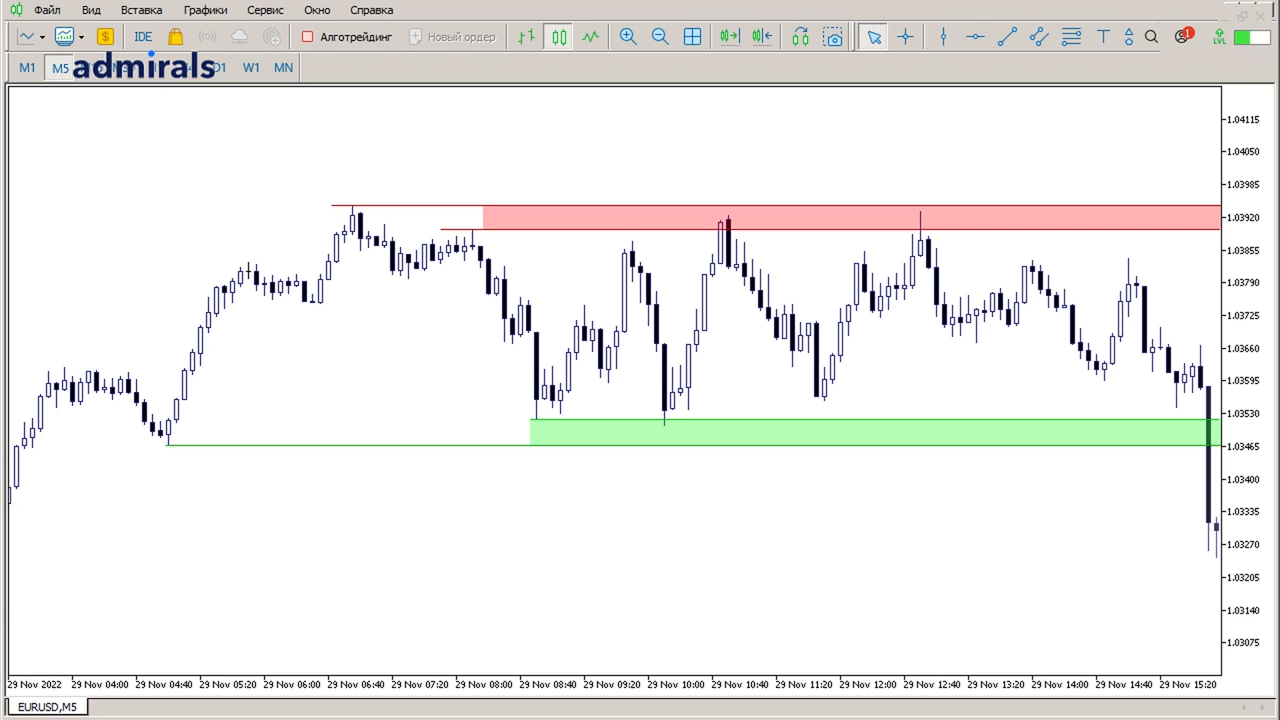 Файл Вид Вставка Графики Сервис Окно Справка
IDE Алготрейдинг Новый ордер LVL 1
M1 M5 D1 W1 MN
admirals
1.04115
1.04050
1.03985
1.03920
1.03855
1.03790
1.03725
1.03660
1.03595
1.03530
1.03465
1.03400
1.03335
1.03270
1.03205
1.03140
1.03075
29 Nov 2022 29 Nov 04:00 29 Nov 04:40 29 Nov 05:20 29 Nov 06:00 29 Nov 06:40 29 Nov 07:20 29 Nov 08:00 29 Nov 08:40 29 Nov 09:20 29 Nov 10:00 29 Nov 10:40 29 Nov 11:20 29 Nov 12:00 29 Nov 12:40 29 Nov 13:20 29 Nov 14:00 29 Nov 14:40 29 Nov 15:20
EURUSD,M5